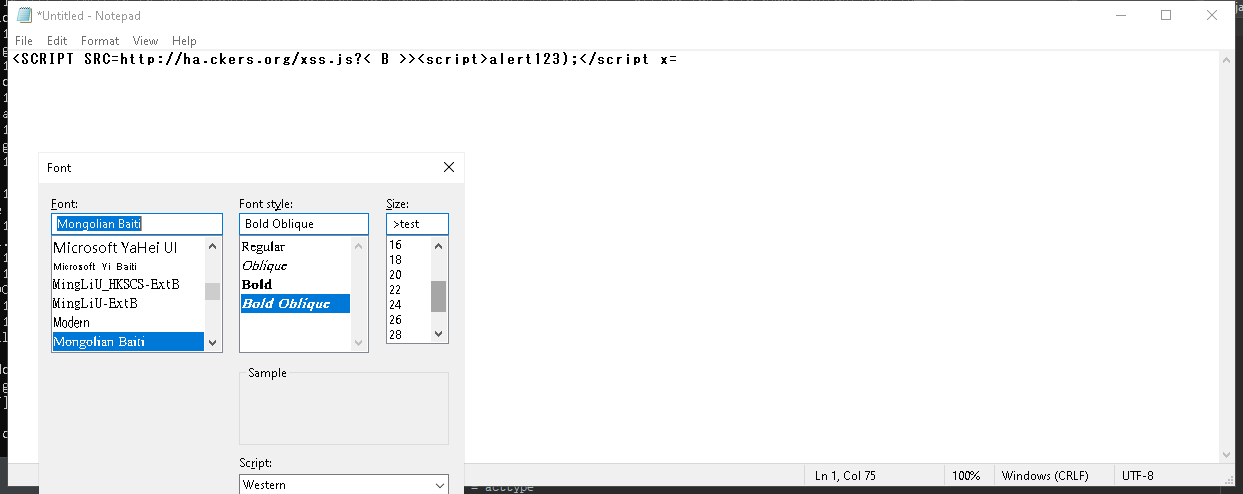 *Untitled - Notepad
File Edit Format View Help
<SCRIPT SRC=http://ha.ckers.org/xss.js?< B >><script>alert123);</script x=
Font
Font: Font style: Size:
Mongolian Baiti Bold Oblique >test
Microsoft YaHei UI Regular 16
Microsoft Yi Baiti Oblique 18
MingLiU_HKSCS-ExtB Bold 20
MingLiU-ExtB Bold Oblique 22
Modern 24
Mongolian Baiti 26
28
Sample
Script:
Western
Ln 1, Col 75 100% Windows (CRLF) UTF-8
= acttype